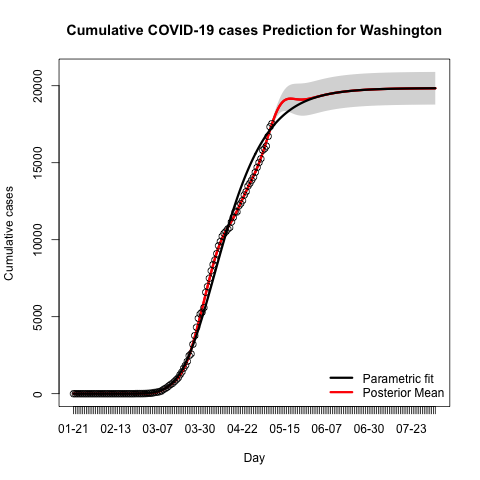 Cumulative COVID-19 cases Prediction for Washington
Cumulative cases
20000
15000
10000
5000
0
Parametric fit
Posterior Mean
01-21 02-13 03-07 03-30 04-22 05-15 06-07 06-30 07-23
Day